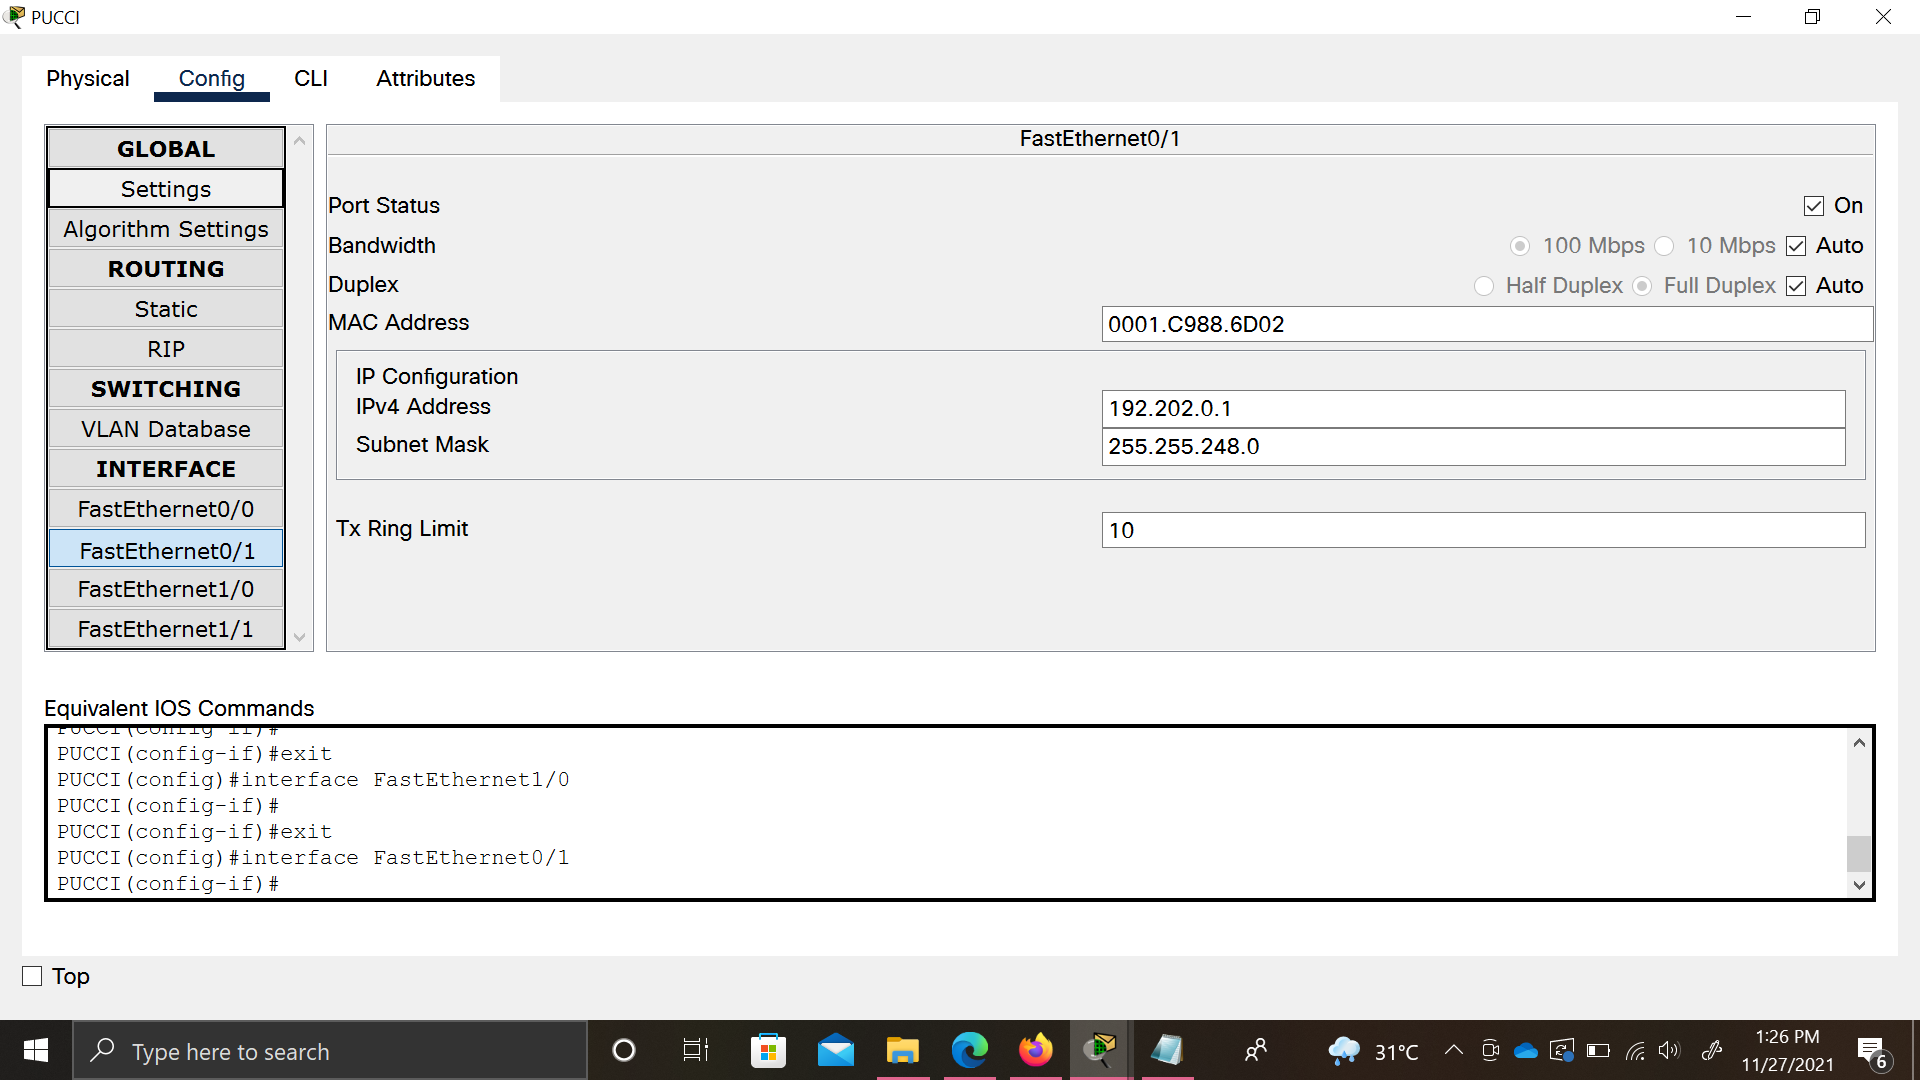 PUCCI
Physical Config CLI Attributes
GLOBAL
Settings
Algorithm Settings
ROUTING
Static
RIP
SWITCHING
VLAN Database
INTERFACE
FastEthernet0/0
FastEthernet0/1
FastEthernet1/0
FastEthernet1/1
FastEthernet0/1
Port Status On
Bandwidth 100 Mbps 10 Mbps Auto
Duplex Half Duplex Full Duplex Auto
MAC Address 0001.C988.6D02
IP Configuration
IPv4 Address 192.202.0.1
Subnet Mask 255.255.248.0
Tx Ring Limit 10
Equivalent IOS Commands
PUCCI(config-if)#
PUCCI(config-if)#exit
PUCCI(config)#interface FastEthernet1/0
PUCCI(config-if)#
PUCCI(config-if)#exit
PUCCI(config)#interface FastEthernet0/1
PUCCI(config-if)#
Top
Type here to search
31°C
1:26 PM
11/27/2021
6